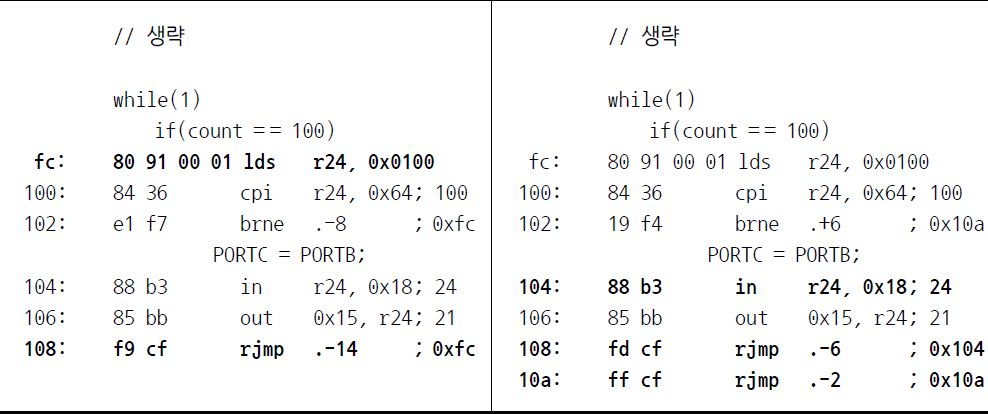 // 생략
while(1)
if(count == 100)
fc: 80 91 00 01 lds r24, 0x0100
100: 84 36 cpi r24, 0x64; 100
102: e1 f7 brne .-8 ; 0xfc
PORTC = PORTB;
104: 88 b3 in r24, 0x18; 24
106: 85 bb out 0x15, r24; 21
108: f9 cf rjmp .-14 ; 0xfc
// 생략
while(1)
if(count == 100)
fc: 80 91 00 01 lds r24, 0x0100
100: 84 36 cpi r24, 0x64; 100
102: 19 f4 brne .+6 ; 0x10a
PORTC = PORTB;
104: 88 b3 in r24, 0x18; 24
106: 85 bb out 0x15, r24; 21
108: fd cf rjmp .-6 ; 0x104
10a: ff cf rjmp .-2 ; 0x10a